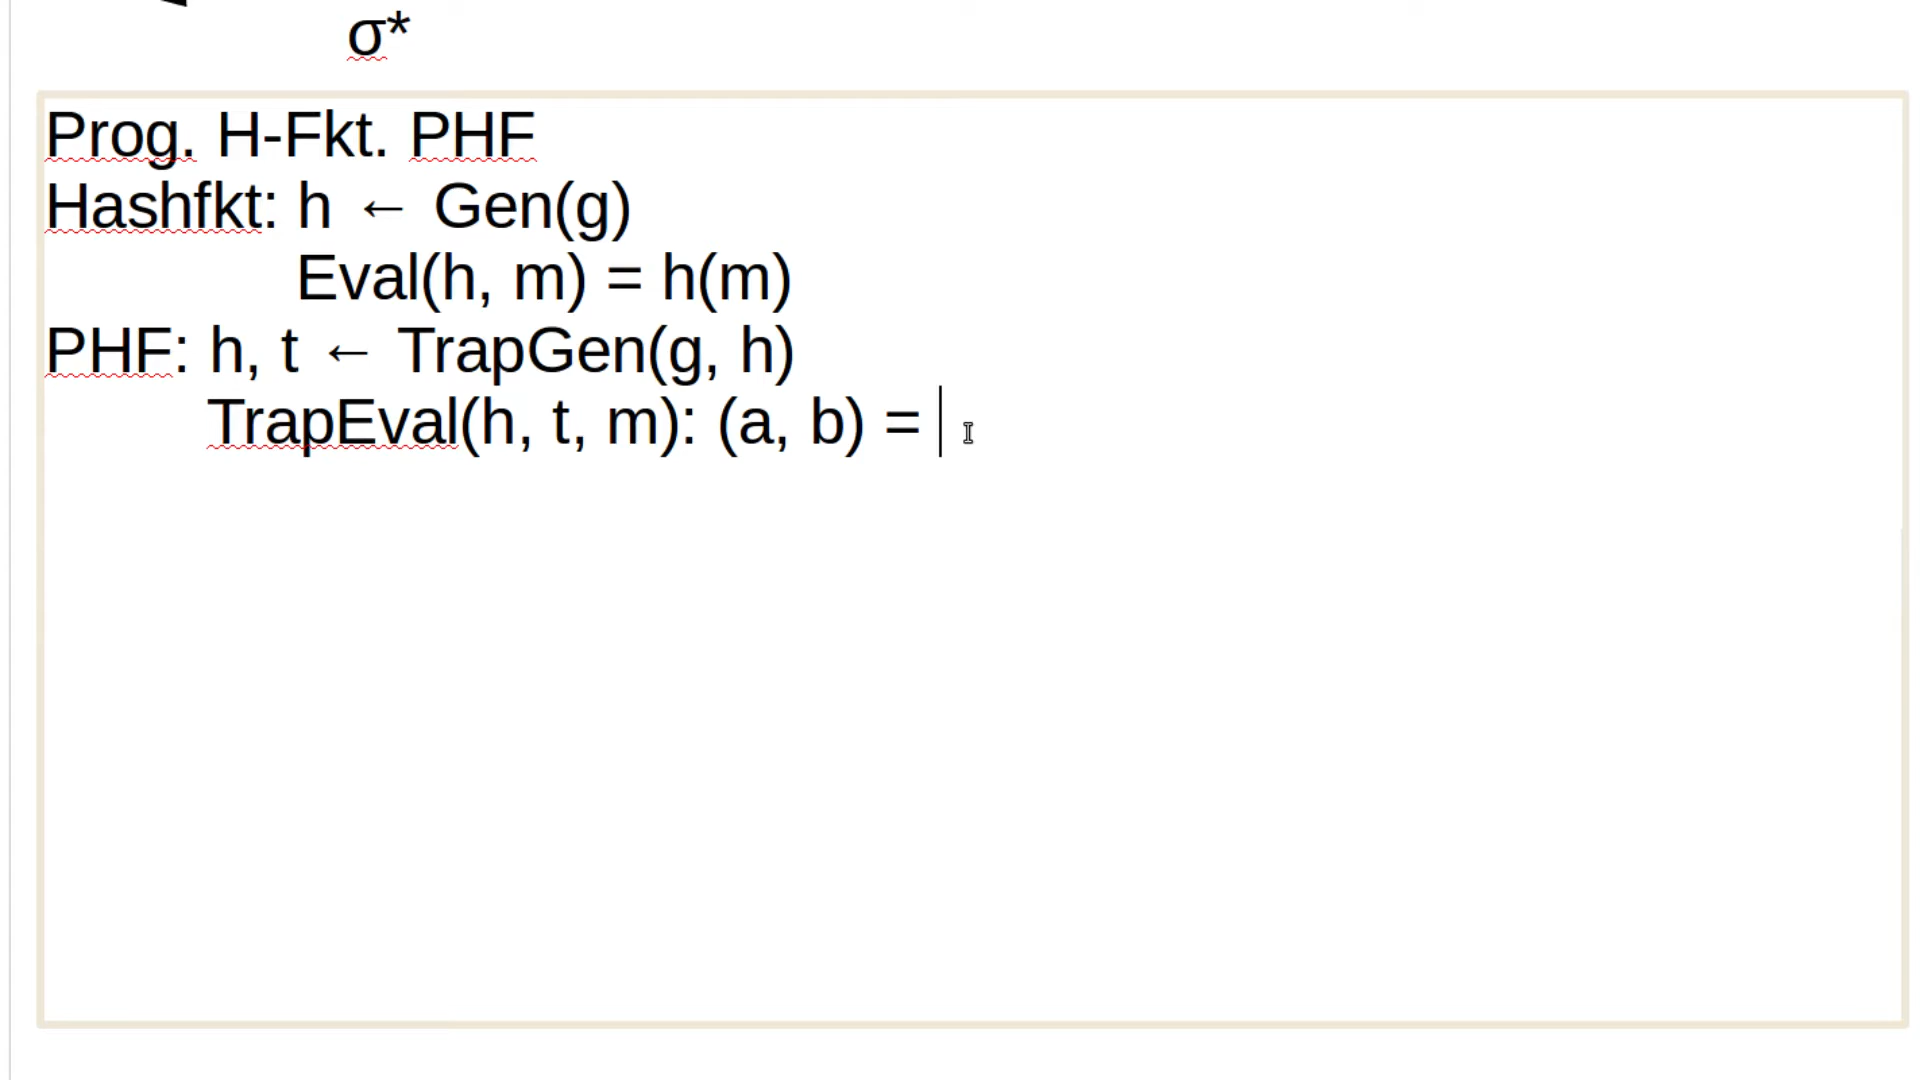 σ*
Prog. H-Fkt. PHF
Hashfkt: h ← Gen(g)
Eval(h, m) = h(m)
PHF: h, t ← TrapGen(g, h)
TrapEval(h, t, m): (a, b) =